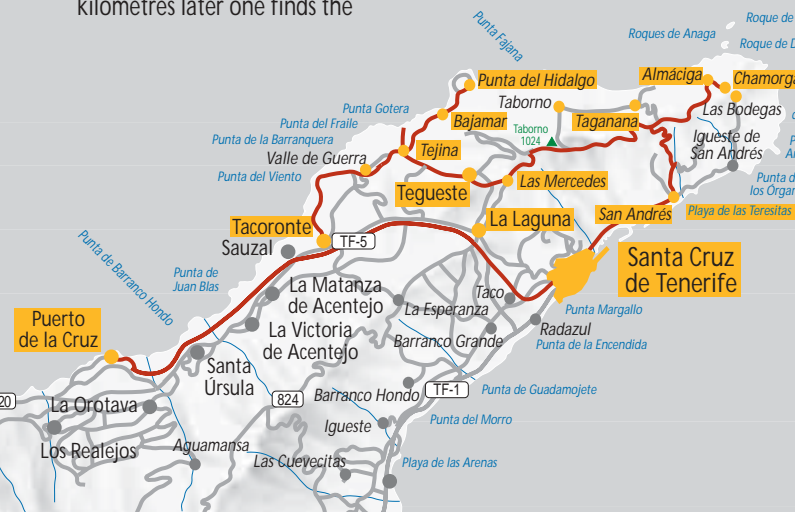 kilometres later one finds the
Punta Fajana
Roques de Anaga
Roque de
Roque de D
Punta del Hidalgo
Almáciga
Chamorga
Taborno
Punta Gotera
Bajamar
Taganana
Las Bodegas
Punta del Fraile
Taborno
1024
Punta de la Barranquera
Tejina
Igueste de
San Andrés
Valle de Guerra
Punta del Viento
Las Mercedes
Punta d
los Órgan
Tegueste
San Andrés
Playa de las Teresitas
Tacoronte
La Laguna
TF-5
Sauzal
Punta de Barranco Hondo
Santa Cruz
de Tenerife
Punta de
Juan Blas
La Matanza
de Acentejo
Taco
La Esperanza
Punta Margallo
Puerto
de la Cruz
La Victoria
de Acentejo
Radazul
Barranco Grande
Punta de la Encendida
Santa
Úrsula
Barranco Hondo
TF-1
Punta de Guadamojete
20
La Orotava
824
Igueste
Punta del Morro
Los Realejos
Aguamansa
Las Cuevecitas
Playa de las Arenas